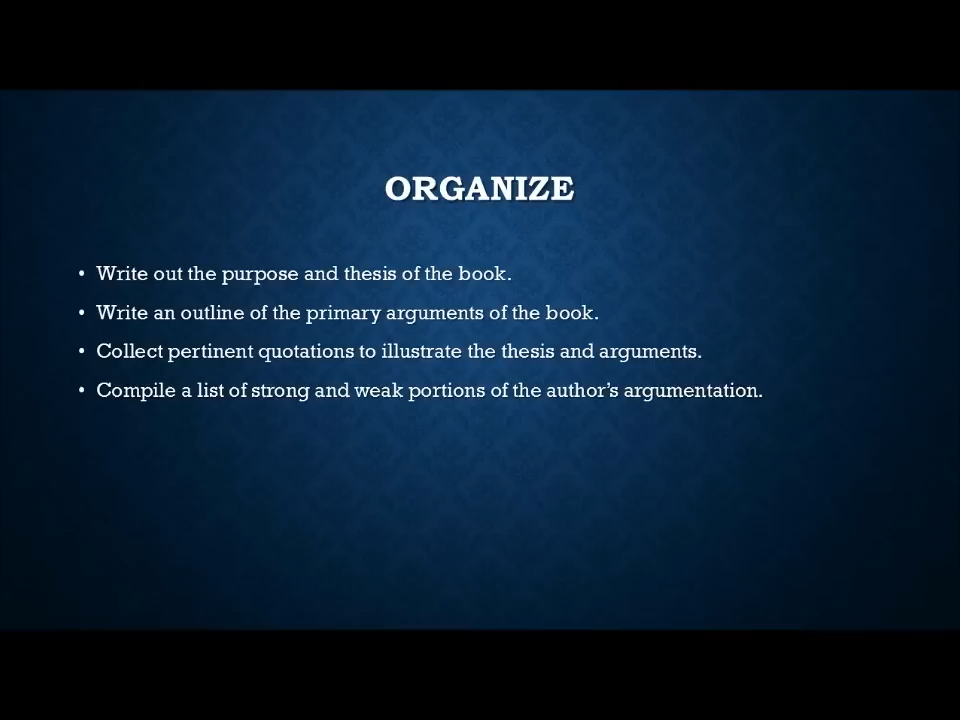 ORGANIZE
• Write out the purpose and thesis of the book.
• Write an outline of the primary arguments of the book.
• Collect pertinent quotations to illustrate the thesis and arguments.
• Compile a list of strong and weak portions of the author's argumentation.